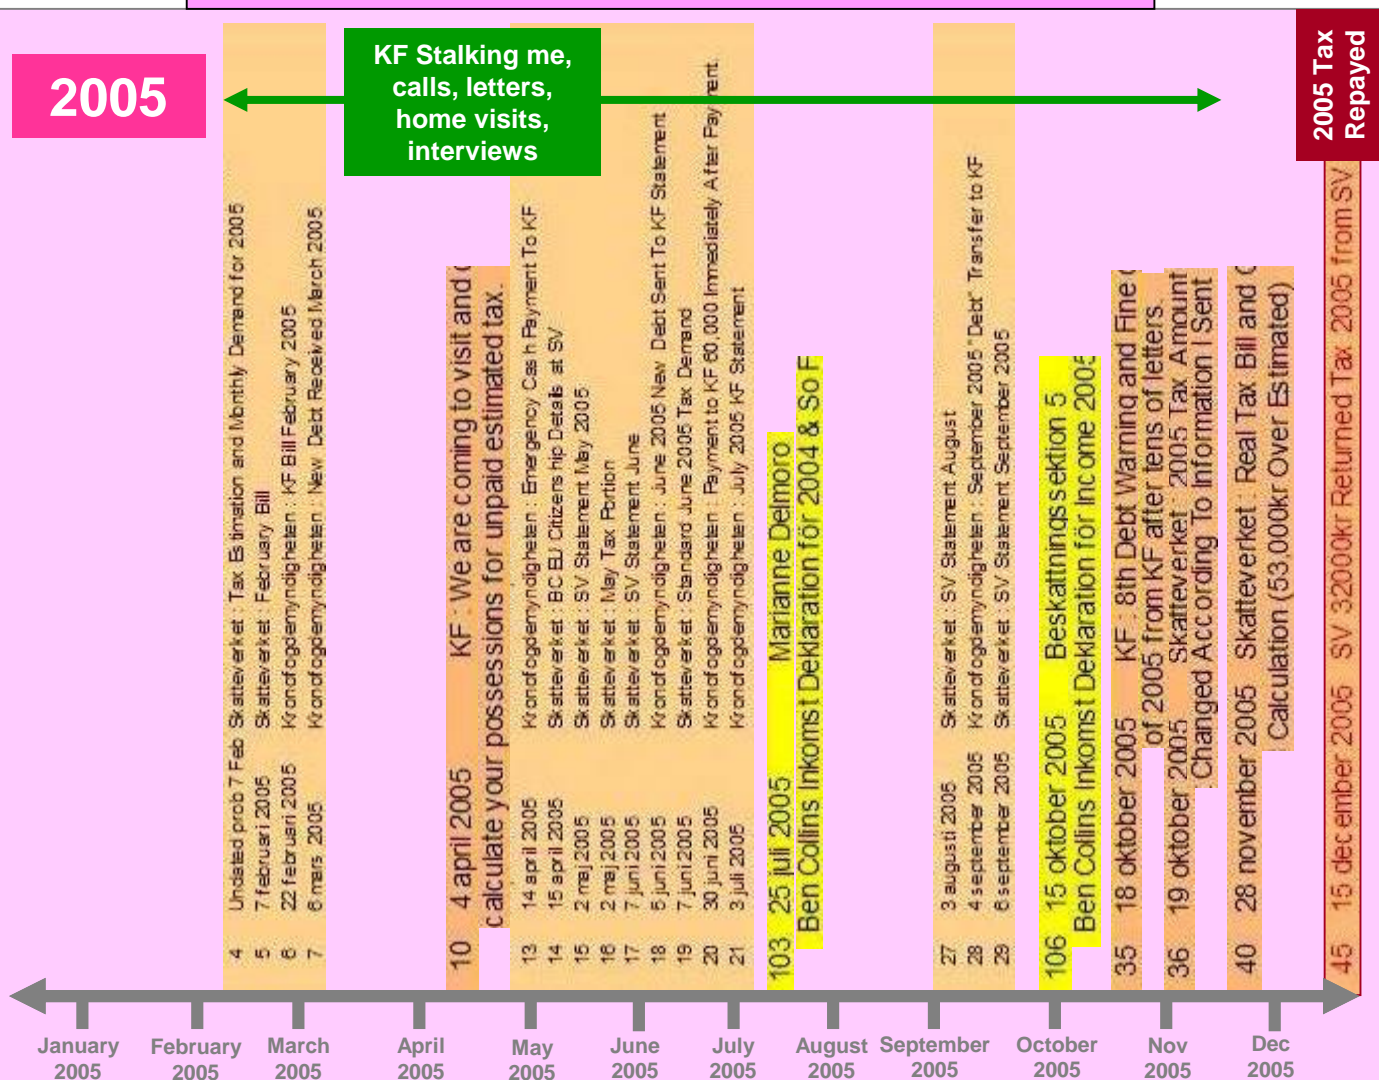 2005
KF Stalking me,
calls, letters,
home visits,
interviews
2005 Tax
Repayed
4 Undated prob 7 Feb Skatteverket : Tax Estimation and Monthly Demand for 2005
5 7 februari 2005 Skatteverket : February Bill
6 22 februari 2005 Kronofogdemyndigheten : KF Bill February 2005
7 6 mars 2005 Kronofogdemyndigheten : New Debt Received March 2005
10 4 april 2005 KF : We are coming to visit and
calculate your possessions for unpaid estimated tax.
13 14 april 2005 Kronofogdemyndigheten : Emergency Cash Payment To KF
14 15 april 2005 Skatteverket : BC EU Citizenship Details at SV
15 2 maj 2005 Skatteverket : SV Statement May 2005
16 2 maj 2005 Skatteverket : May Tax Portion
17 7 juni 2005 Skatteverket : SV Statement June
18 5 juni 2005 Kronofogdemyndigheten : June 2005 New Debt Sent To KF Statement
19 7 juni 2005 Skatteverket : Standard June 2005 Tax Demand
20 30 juni 2005 Kronofogdemyndigheten : Payment to KF 60,000 Immediately After Payment.
21 3 juli 2005 Kronofogdemyndigheten : July 2005 KF Statement
103 25 juli 2005 Marianne Delmoro
Ben Collins Inkomst Deklaration för 2004 & So F
27 3 augusti 2005 Skatteverket : SV Statement August
28 4 september 2005 Kronofogdemyndigheten : September 2005 "Debt" Transfer to KF
29 6 september 2005 Skatteverket : SV Statement September 2005
106 15 oktober 2005 Beskattningssektion 5
Ben Collins Inkomst Deklaration för Income 2005
35 18 oktober 2005 KF : 8th Debt Warning and Fine
of 2005 from KF after tens of letters.
36 19 oktober 2005 Skatteverket : 2005 Tax Amount
Changed According To Information I Sent
40 28 november 2005 Skatteverket : Real Tax Bill and
Calculation (53,000kr Over Estimated)
45 15 december 2005 SV 32000kr Returned Tax 2005 from SV
January
2005
February
2005
March
2005
April
2005
May
2005
June
2005
July
2005
August
2005
September
2005
October
2005
Nov
2005
Dec
2005